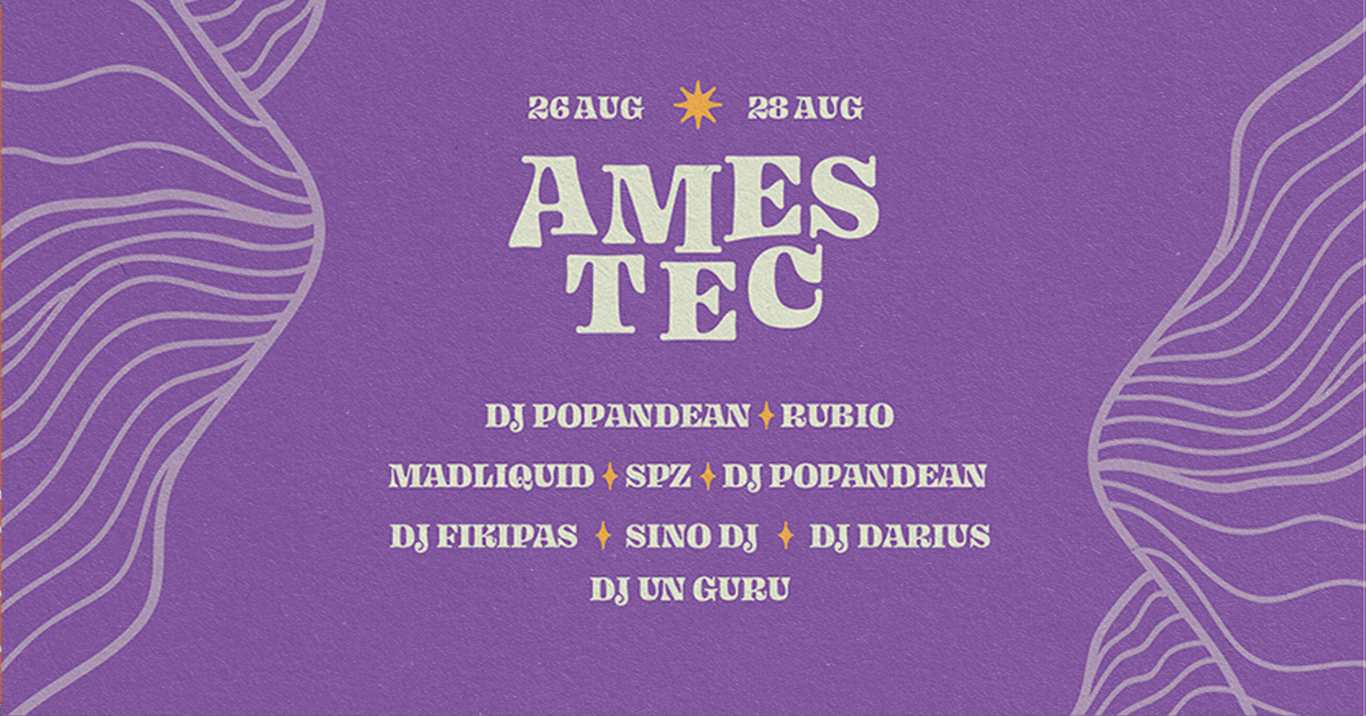 26 AUG 28 AUG
AMES
TEC
DJ POPANDEAN RUBIO
MADLIQUID SPZ DJ POPANDEAN
DJ FIKIPAS SINO DJ DJ DARIUS
DJ UN GURU